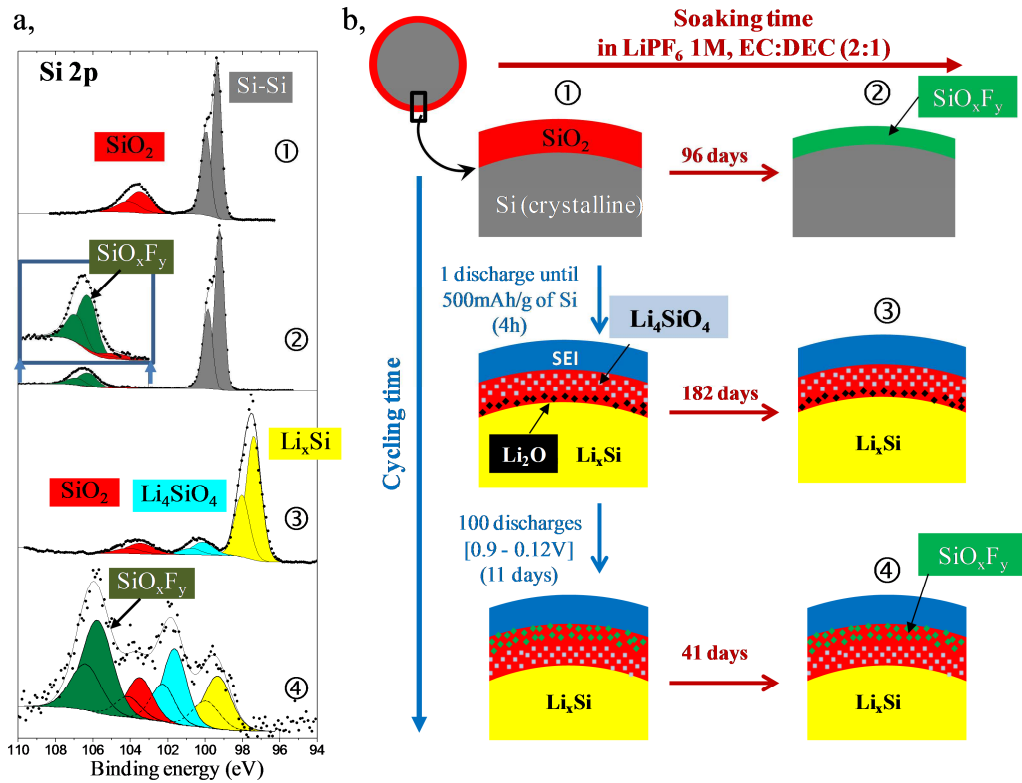 a,
Si 2p
Si-Si
SiO2
①
SiOxFy
②
LixSi
SiO2
Li4SiO4
③
SiOxFy
④
110 108 106 104 102 100 98 96 94
Binding energy (eV)
b,
Soaking time
in LiPF6 1M, EC:DEC (2:1)
①
②
SiOxFy
SiO2
96 days
Si (crystalline)
Cycling time
1 discharge until
500mAh/g of Si
(4h)
Li4SiO4
③
SEI
182 days
Li2O
LixSi
LixSi
100 discharges
[0.9 - 0.12V]
(11 days)
SiOxFy
④
41 days
LixSi
LixSi